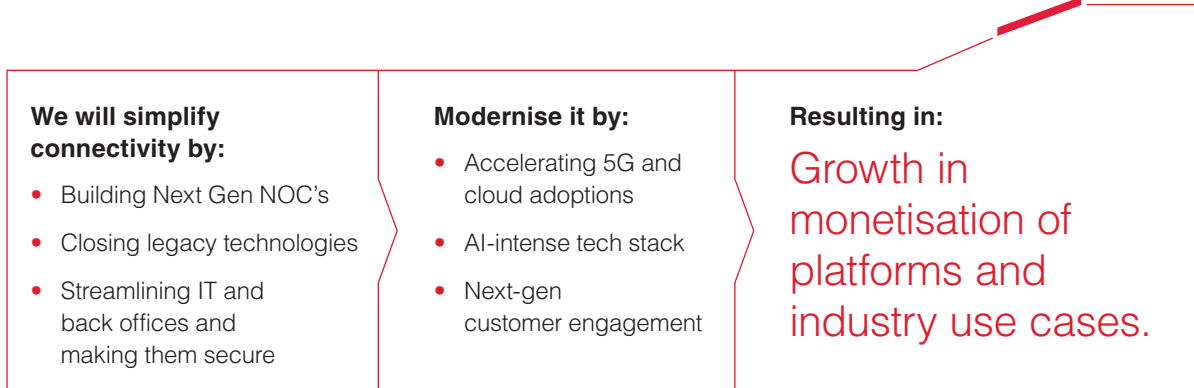 We will simplify
connectivity by:
• Building Next Gen NOC's
• Closing legacy technologies
• Streamlining IT and
back offices and
making them secure
Modernise it by:
• Accelerating 5G and
cloud adoptions
• AI-intense tech stack
• Next-gen
customer engagement
Resulting in:
Growth in
monetisation of
platforms and
industry use cases.